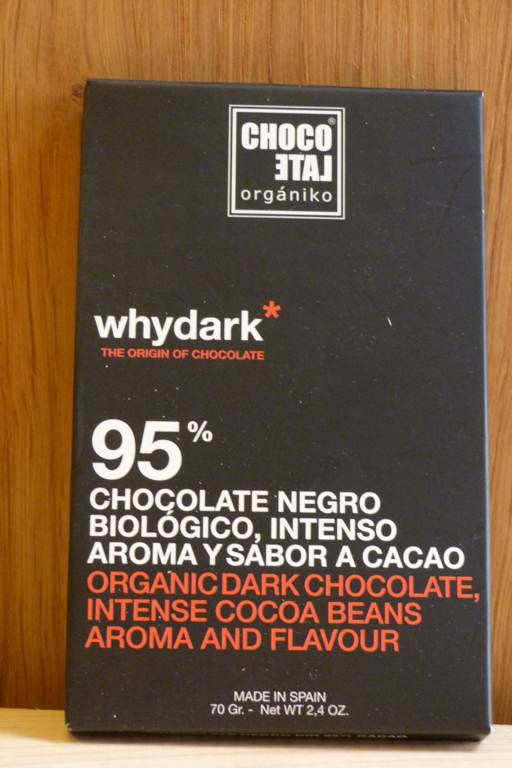 CHOCO®
LATE
orgániko
whydark*
THE ORIGIN OF CHOCOLATE
95%
CHOCOLATE NEGRO
BIOLÓGICO, INTENSO
AROMA Y SABOR A CACAO
ORGANIC DARK CHOCOLATE,
INTENSE COCOA BEANS
AROMA AND FLAVOUR
MADE IN SPAIN
70 Gr. - Net WT 2,4 OZ.